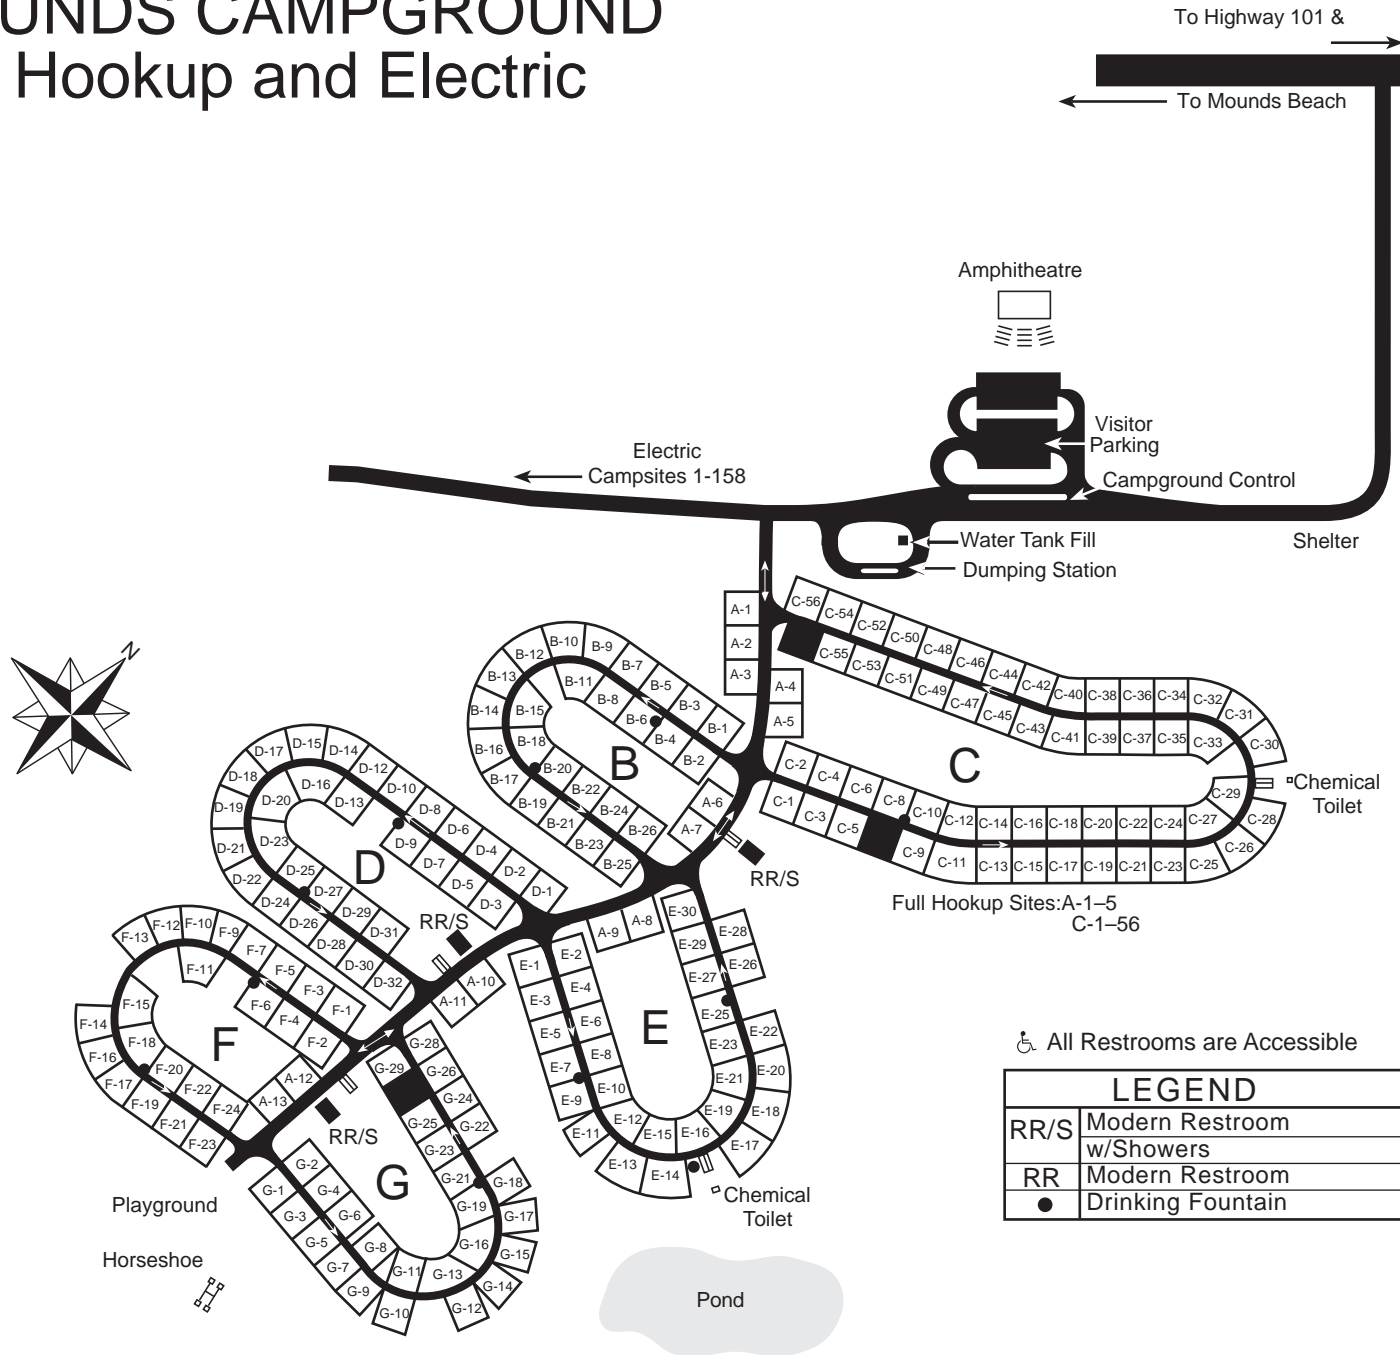 UNDS CAMPGROUND
Hookup and Electric
To Highway 101 &
To Mounds Beach
Amphitheatre
Visitor
Parking
Campground Control
Electric
Campsites 1-158
Water Tank Fill
Dumping Station
Shelter
N
A-1
A-2
A-3
A-4
A-5
C-56
C-54
C-52
C-50
C-48
C-46
C-44
C-42
C-40
C-38
C-36
C-34
C-32
C-31
C-30
C-55
C-53
C-51
C-49
C-47
C-45
C-43
C-41
C-39
C-37
C-35
C-33
C
C-2
C-4
C-6
C-8
C-10
C-12
C-14
C-16
C-18
C-20
C-22
C-24
C-27
C-29
C-1
C-3
C-5
C-9
C-11
C-13
C-15
C-17
C-19
C-21
C-23
C-25
C-26
C-28
Chemical
Toilet
Full Hookup Sites:A-1–5
C-1–56
B-10
B-9
B-12
B-7
B-13
B-11
B-5
B-8
B-3
B-14
B-15
B-6
B-1
B-4
B-16
B-18
B
B-2
B-17
B-20
B-22
B-19
B-24
B-21
B-26
B-23
B-25
A-6
A-7
RR/S
D-17
D-15
D-14
D-12
D-18
D-16
D-10
D-13
D-8
D-19
D-20
D-6
D-9
D-4
D-21
D-23
D-7
D-2
D
D-22
D-25
D-5
D-1
D-27
D-3
D-24
D-29
D-26
D-31
D-28
D-30
D-32
RR/S
A-8
A-9
A-10
A-11
F-13
F-12
F-10
F-9
F-7
F-11
F-5
F-3
F-1
F-6
F-4
F-2
F-15
F-14
F-18
F
F-16
F-20
F-17
F-22
F-19
F-24
F-21
F-23
A-12
A-13
RR/S
E-30
E-28
E-29
E-26
E-27
E-25
E-22
E-23
E-20
E-21
E-18
E-19
E-17
E-16
E-15
E-14
E-13
E-12
E-11
E-10
E-9
E-8
E-7
E-6
E-5
E-4
E-3
E-2
E-1
E
Chemical
Toilet
G-28
G-29
G-26
G-24
G-25
G-22
G-23
G-21
G-18
G-19
G-17
G-16
G-15
G-14
G-13
G-12
G-11
G-10
G-9
G-8
G-7
G-6
G-5
G-4
G-3
G-2
G-1
G
Playground
Horseshoe
Pond
All Restrooms are Accessible
LEGEND
RR/S Modern Restroom
w/Showers
RR Modern Restroom
Drinking Fountain